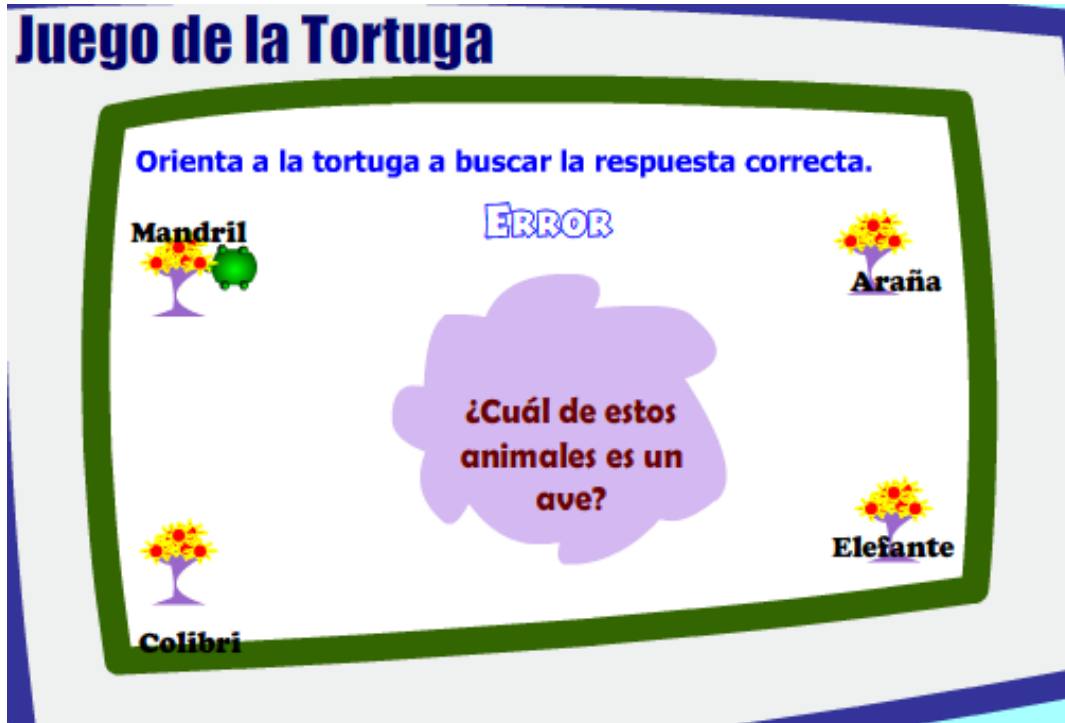 Juego de la Tortuga
Orienta a la tortuga a buscar la respuesta correcta.
Error
Mandril
Araña
¿Cuál de estos
animales es un
ave?
Elefante
Colibri